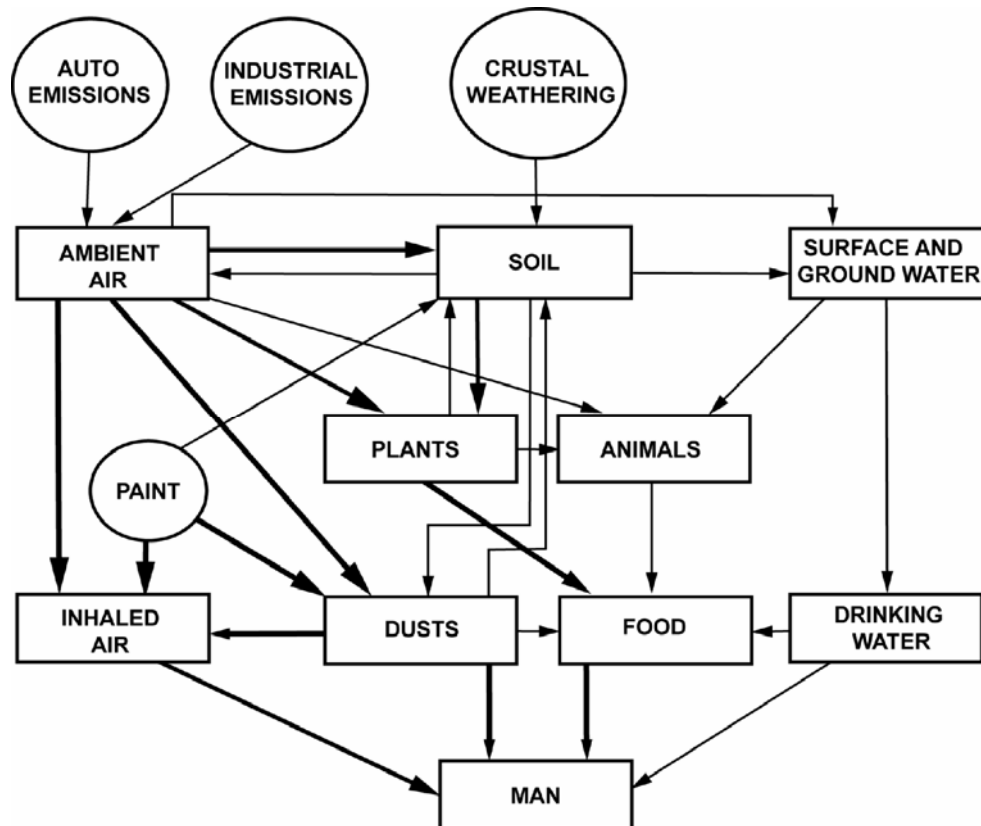 AUTO
EMISSIONS
INDUSTRIAL
EMISSIONS
CRUSTAL
WEATHERING
AMBIENT
AIR
SOIL
SURFACE AND
GROUND WATER
PLANTS
ANIMALS
PAINT
INHALED
AIR
DUSTS
FOOD
DRINKING
WATER
MAN